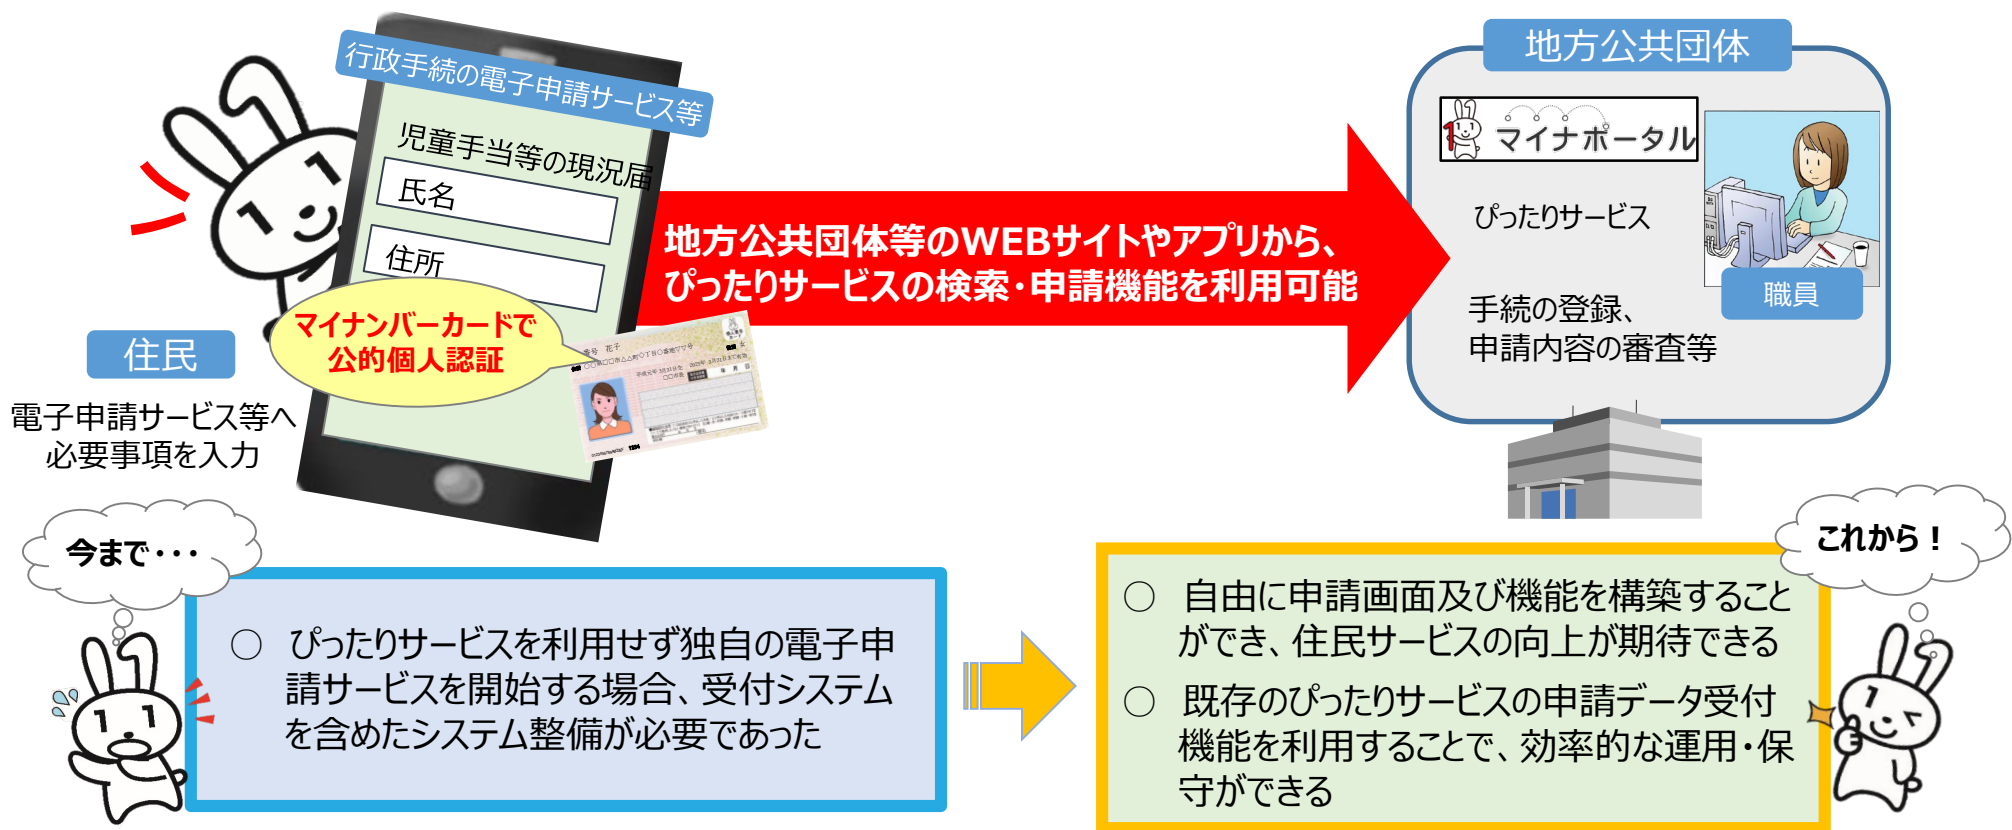 行政手続の電子申請サービス等
児童手当等の現況届
氏名
住所
マイナンバーカードで
公的個人認証
住民
電子申請サービス等へ
必要事項を入力
地方公共団体等のWEBサイトやアプリから、
ぴったりサービスの検索・申請機能を利用可能
地方公共団体
マイナポータル
ぴったりサービス
職員
手続の登録、
申請内容の審査等
今まで・・・
○ ぴったりサービスを利用せず独自の電子申
請サービスを開始する場合、受付システム
を含めたシステム整備が必要であった
これから！
○ 自由に申請画面及び機能を構築すること
ができ、住民サービスの向上が期待できる
○ 既存のぴったりサービスの申請データ受付
機能を利用することで、効率的な運用・保
守ができる